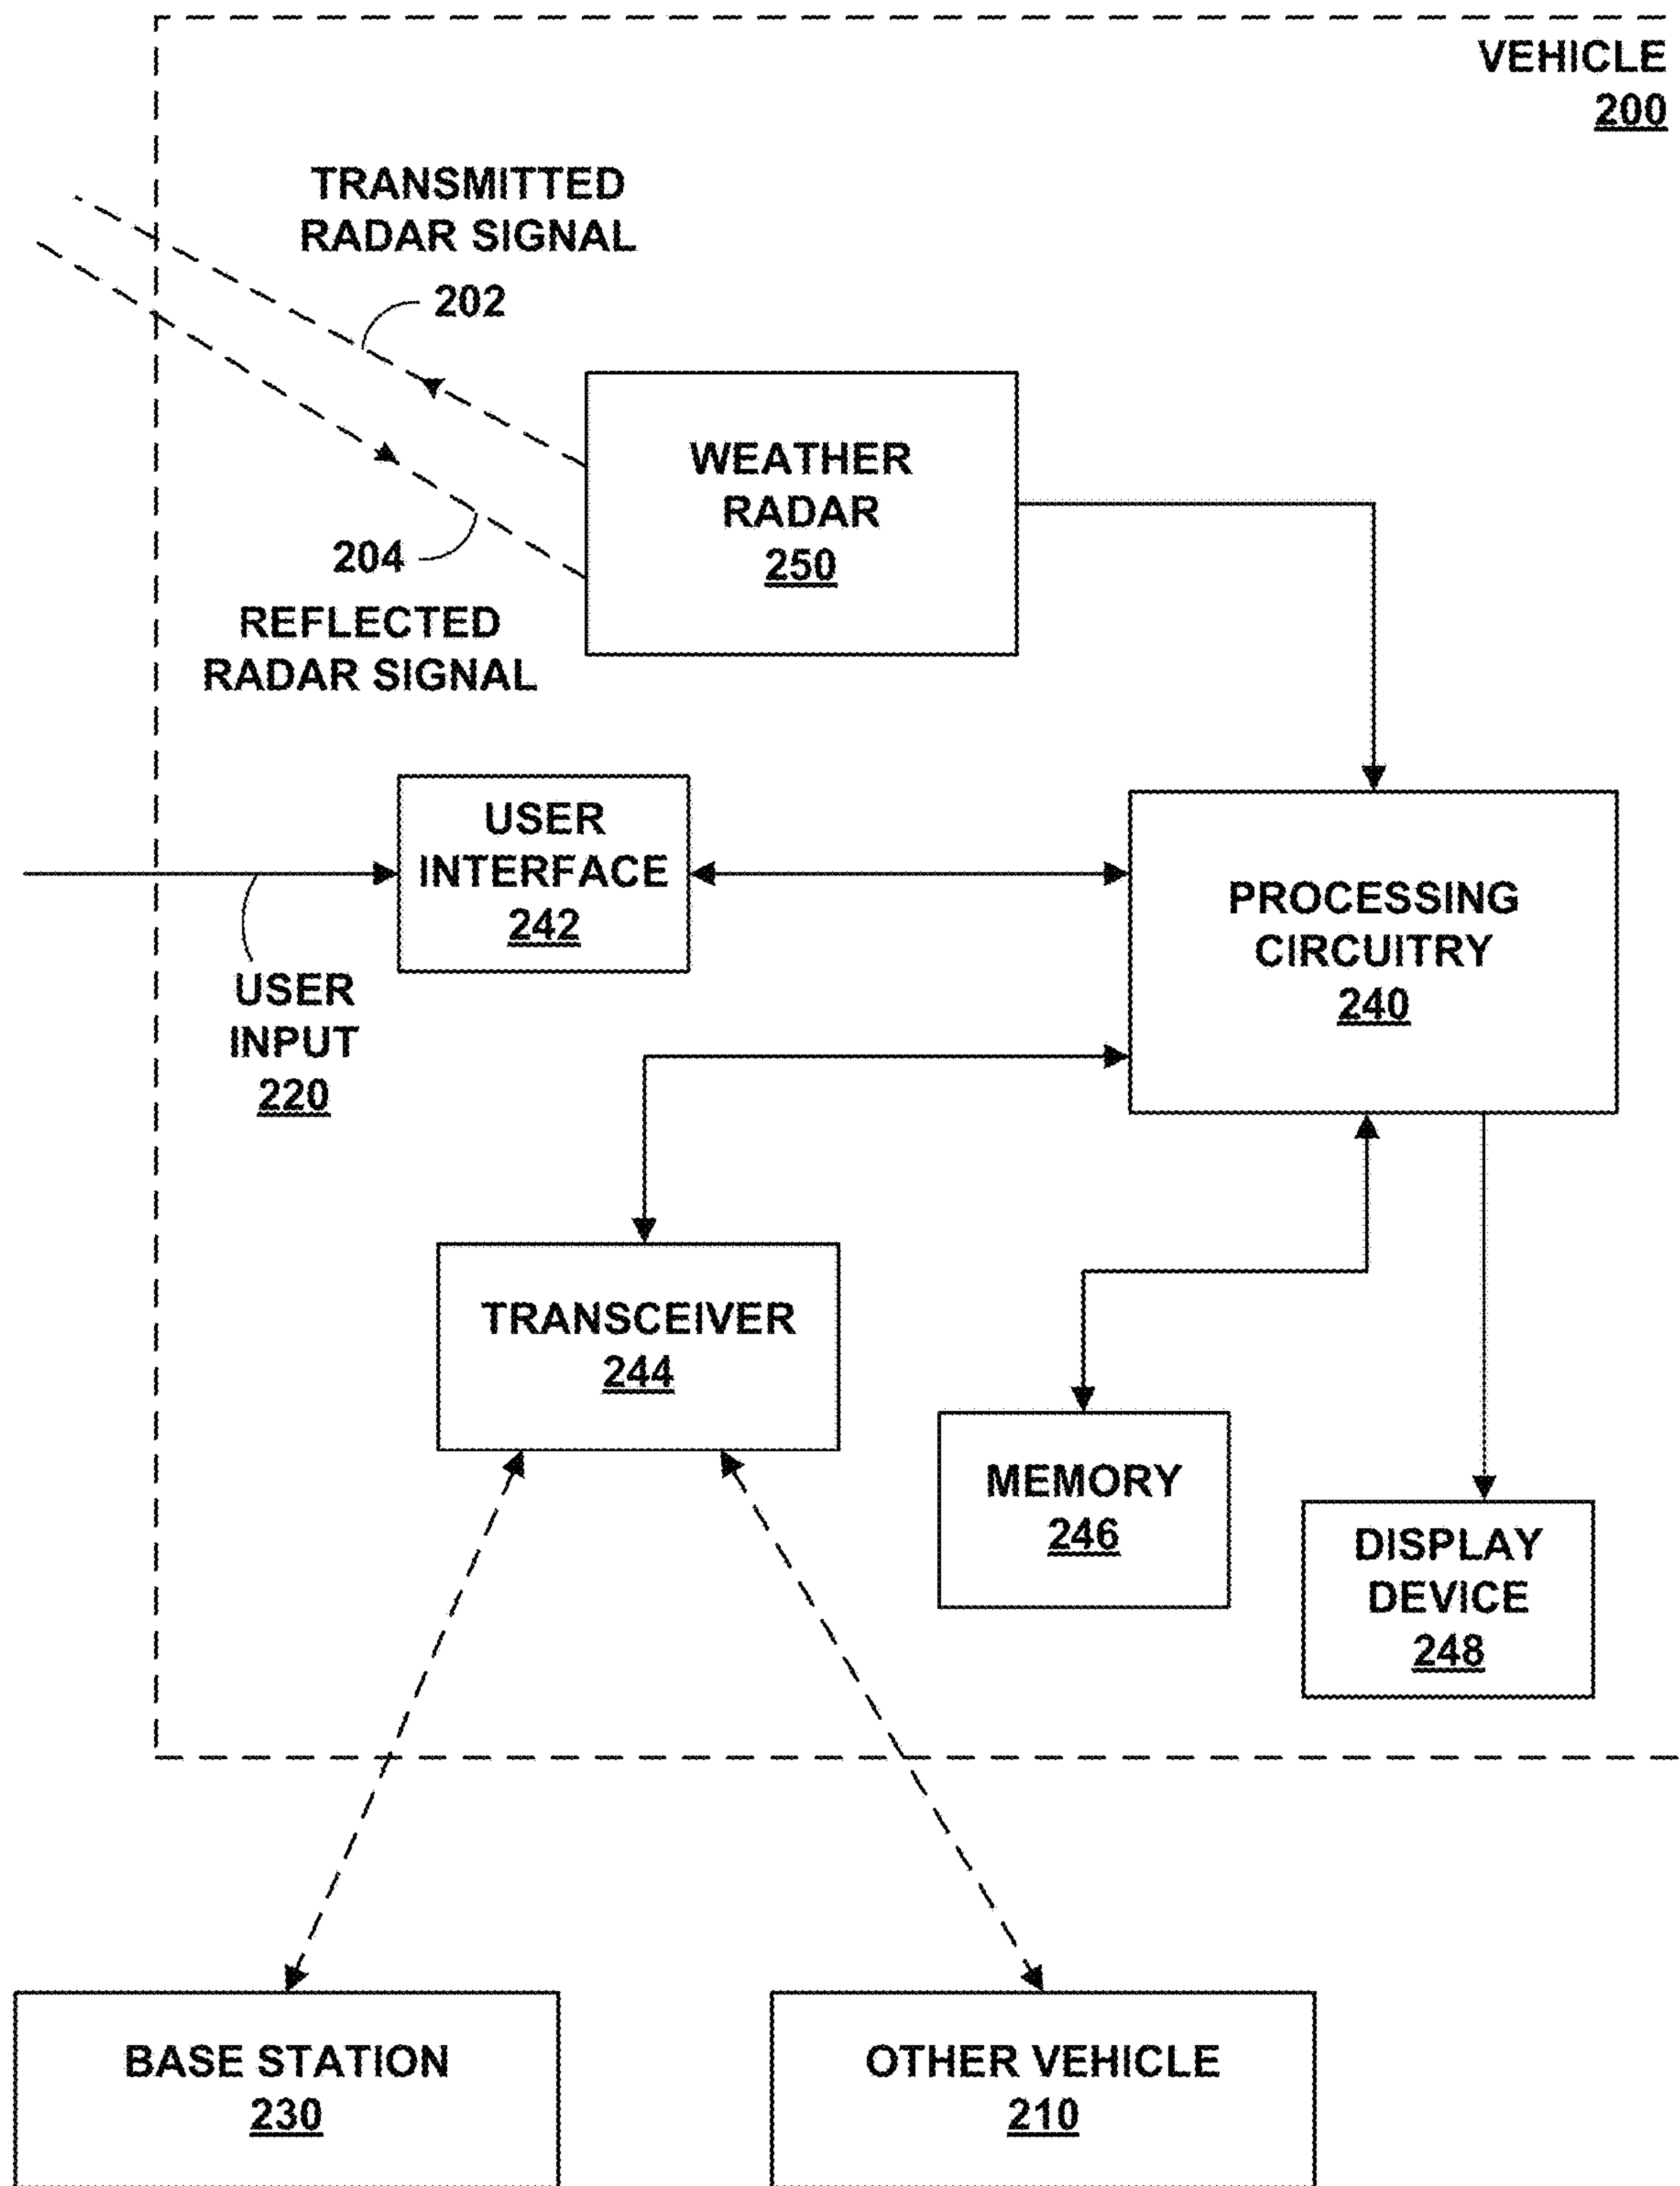 VEHICLE
200
TRANSMITTED
RADAR SIGNAL
202
WEATHER
RADAR
250
204
REFLECTED
RADAR SIGNAL
USER
INTERFACE
242
PROCESSING
CIRCUITRY
240
USER
INPUT
220
TRANSCEIVER
244
MEMORY
246
DISPLAY
DEVICE
248
BASE STATION
230
OTHER VEHICLE
210